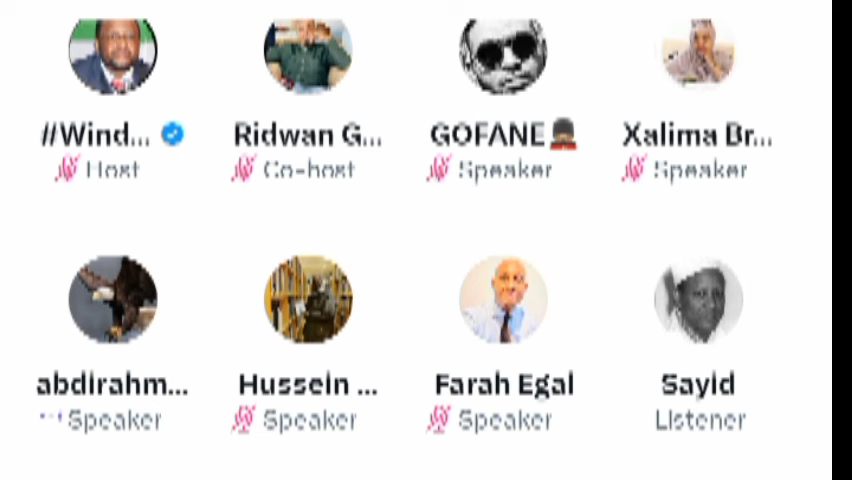 //Wind... Ridwan G... GOFANE Xalima Br...
Host Co-host Speaker Speaker
abdirahm... Hussein ... Farah Egal Sayid
Speaker Speaker Speaker Listener